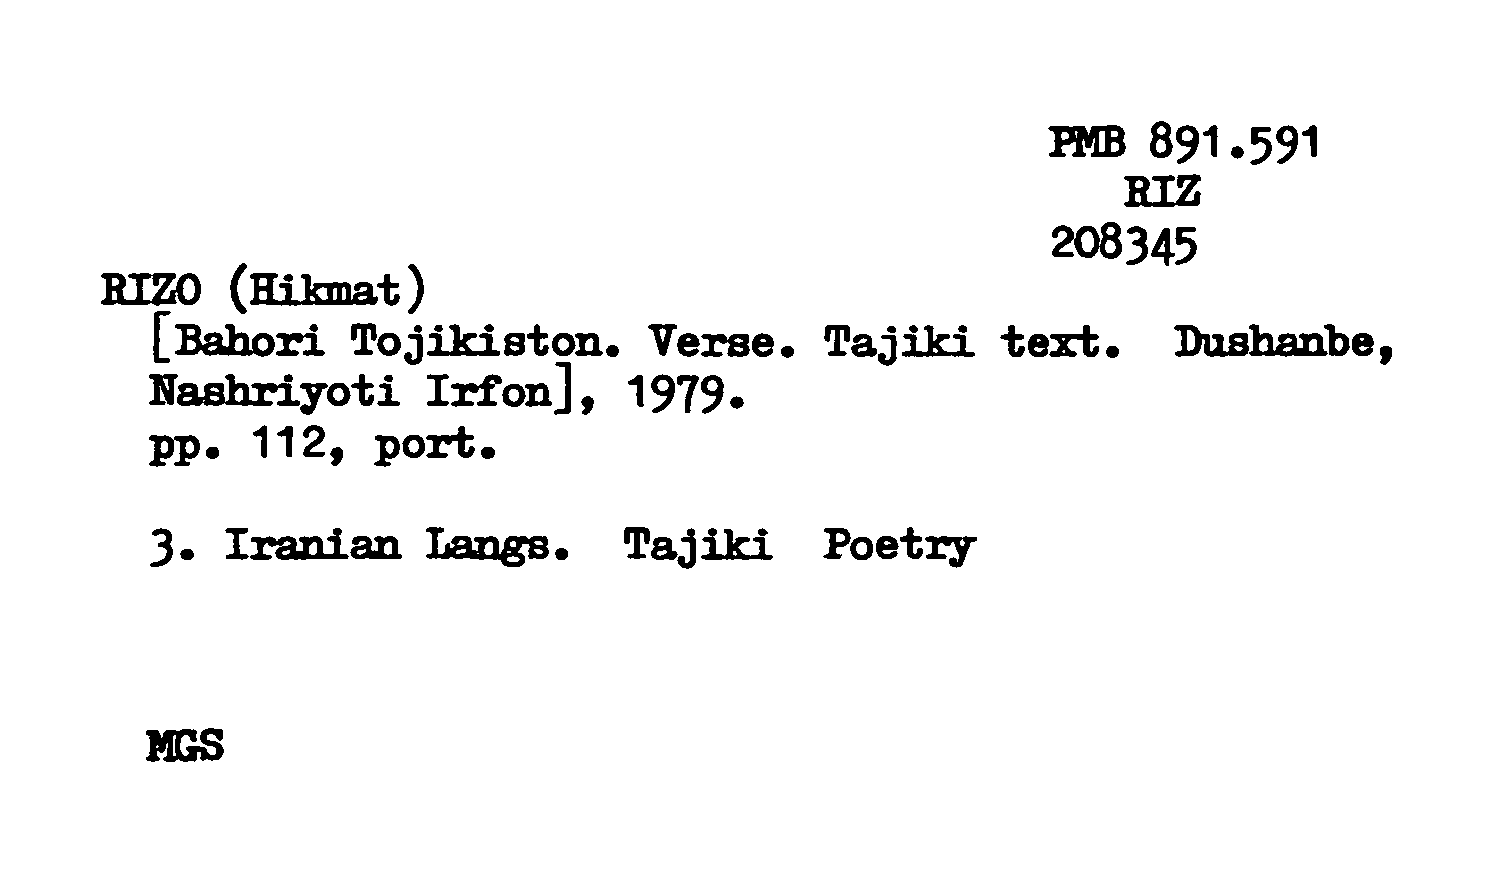 PMB 891.591
RIZ
208345
RIZO (Hikmat)
[Bahori Tojikiston. Verse. Tajiki text. Dushanbe,
Nashriyoti Irfon], 1979.
pp. 112, port.
3. Iranian Langs. Tajiki Poetry
MGS